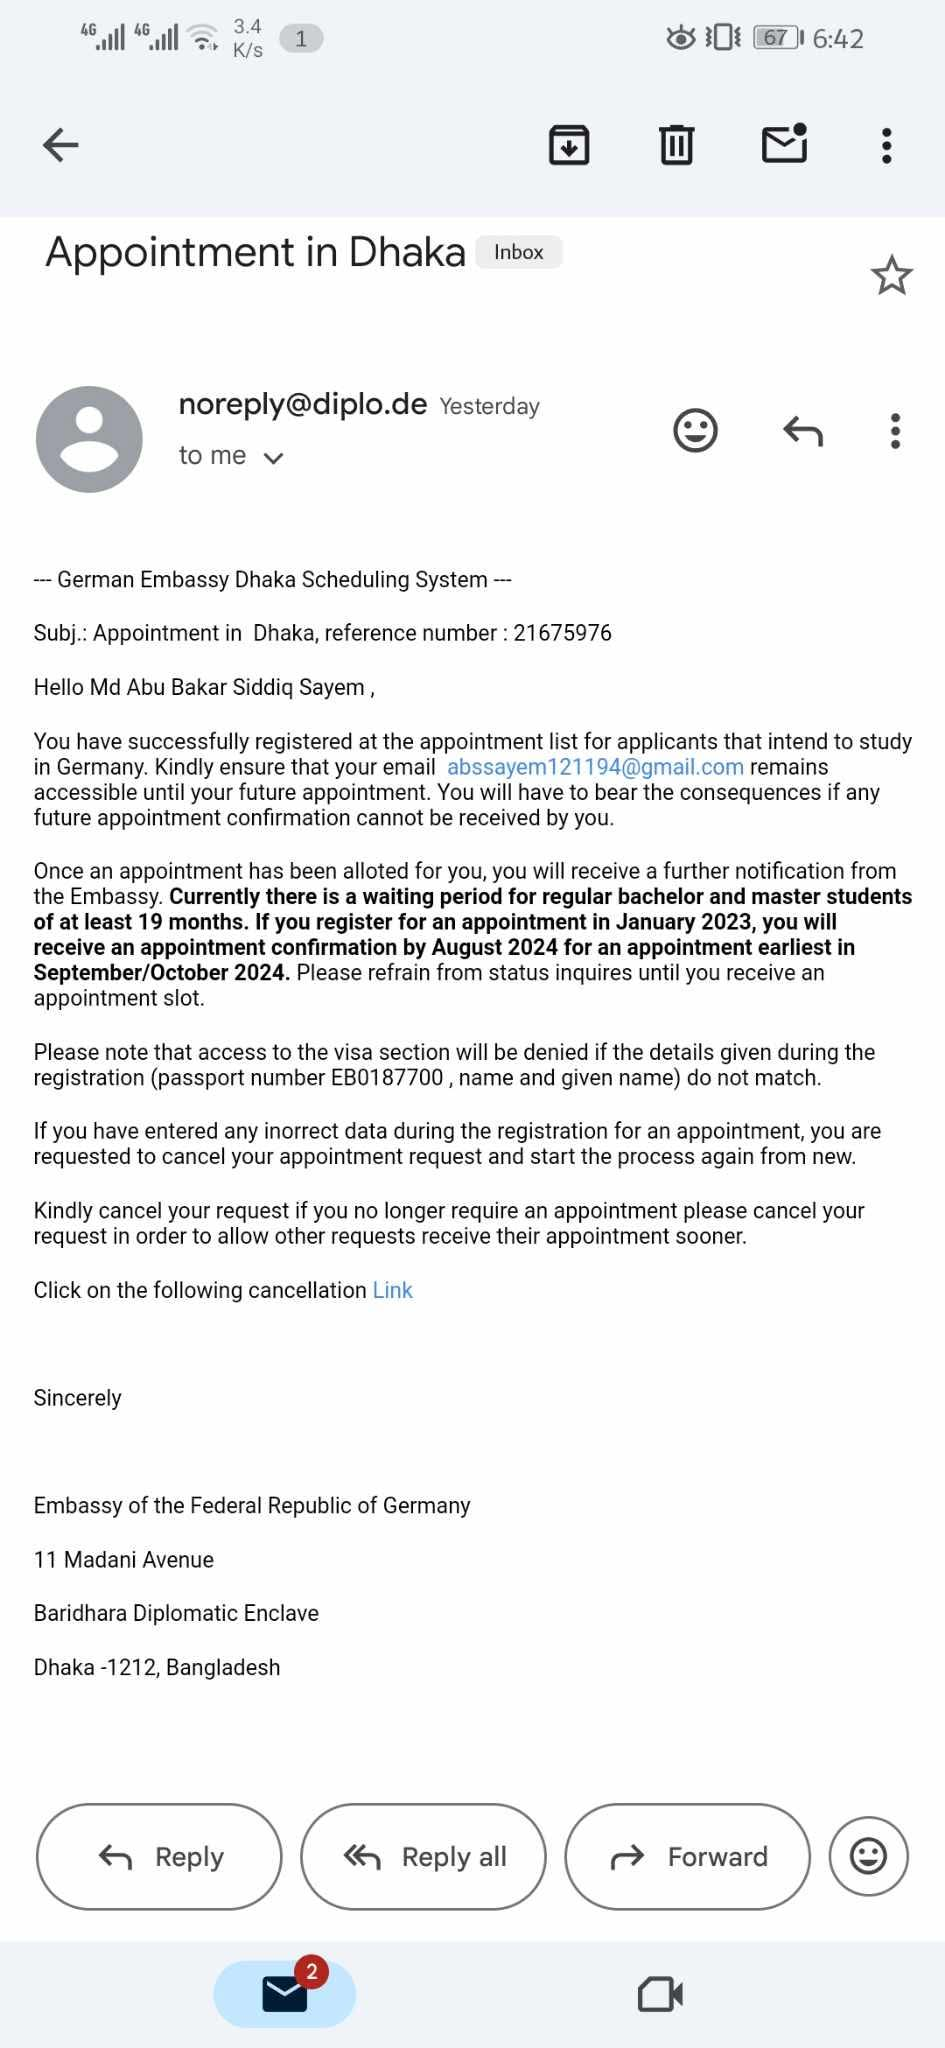 4G 4G 3.4 K/s 1 67 6:42
Appointment in Dhaka Inbox
noreply@diplo.de Yesterday
to me
--- German Embassy Dhaka Scheduling System ---
Subj.: Appointment in  Dhaka, reference number : 21675976
Hello Md Abu Bakar Siddiq Sayem ,
You have successfully registered at the appointment list for applicants that intend to study
in Germany. Kindly ensure that your email  abssayem121194@gmail.com remains
accessible until your future appointment. You will have to bear the consequences if any
future appointment confirmation cannot be received by you.
Once an appointment has been alloted for you, you will receive a further notification from
the Embassy. Currently there is a waiting period for regular bachelor and master students
of at least 19 months. If you register for an appointment in January 2023, you will
receive an appointment confirmation by August 2024 for an appointment earliest in
September/October 2024. Please refrain from status inquires until you receive an
appointment slot.
Please note that access to the visa section will be denied if the details given during the
registration (passport number EB0187700 , name and given name) do not match.
If you have entered any inorrect data during the registration for an appointment, you are
requested to cancel your appointment request and start the process again from new.
Kindly cancel your request if you no longer require an appointment please cancel your
request in order to allow other requests receive their appointment sooner.
Click on the following cancellation Link
Sincerely
Embassy of the Federal Republic of Germany
11 Madani Avenue
Baridhara Diplomatic Enclave
Dhaka -1212, Bangladesh
Reply Reply all Forward
2